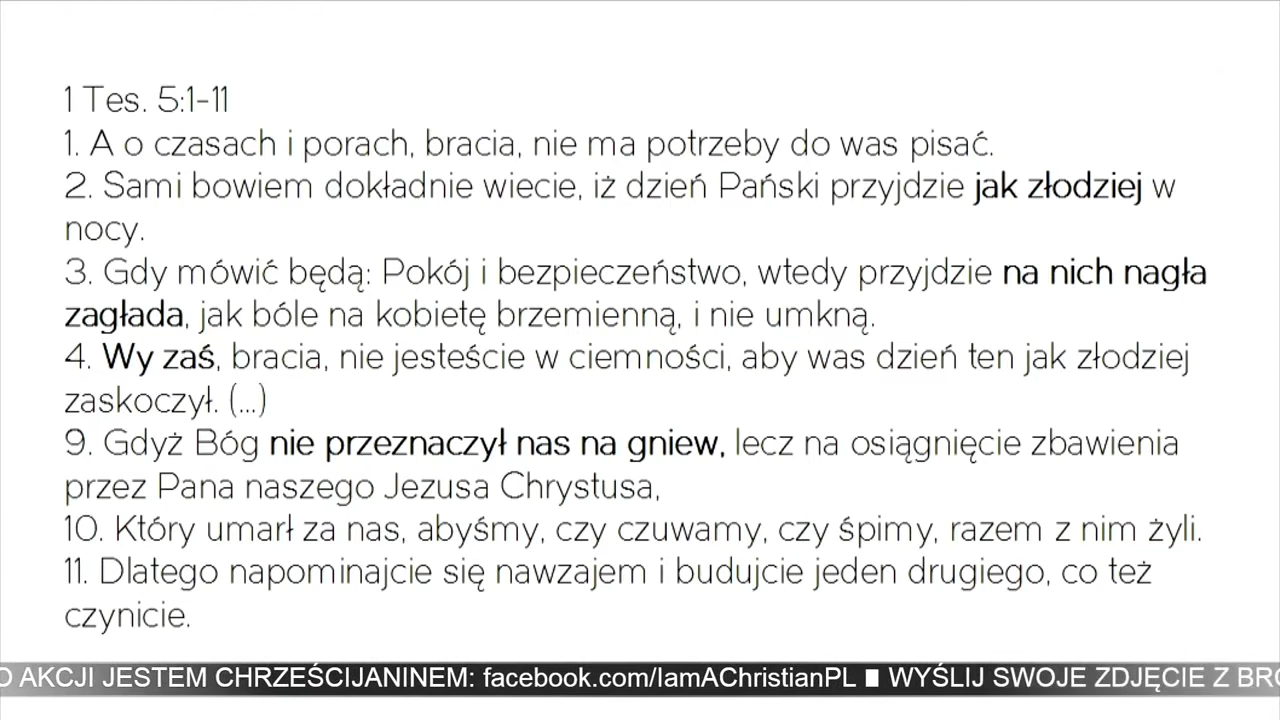 1 Tes. 5:1-11
1. A o czasach i porach, bracia, nie ma potrzeby do was pisać.
2. Sami bowiem dokładnie wiecie, iż dzień Pański przyjdzie jak złodziej w
nocy.
3. Gdy mówić będą: Pokój i bezpieczeństwo, wtedy przyjdzie na nich nagła
zagłada, jak bóle na kobietę brzemienną, i nie umkną.
4. Wy zaś, bracia, nie jesteście w ciemności, aby was dzień ten jak złodziej
zaskoczył. (...)
9. Gdyż Bóg nie przeznaczył nas na gniew, lecz na osiągnięcie zbawienia
przez Pana naszego Jezusa Chrystusa,
10. Który umarł za nas, abyśmy, czy czuwamy, czy śpimy, razem z nim żyli.
11. Dlatego napominajcie się nawzajem i budujcie jeden drugiego, co też
czynicie.
O AKCJI JESTEM CHRZEŚCIJANINEM: facebook.com/IamAChristianPL ■ WYŚLIJ SWOJE ZDJĘCIE Z